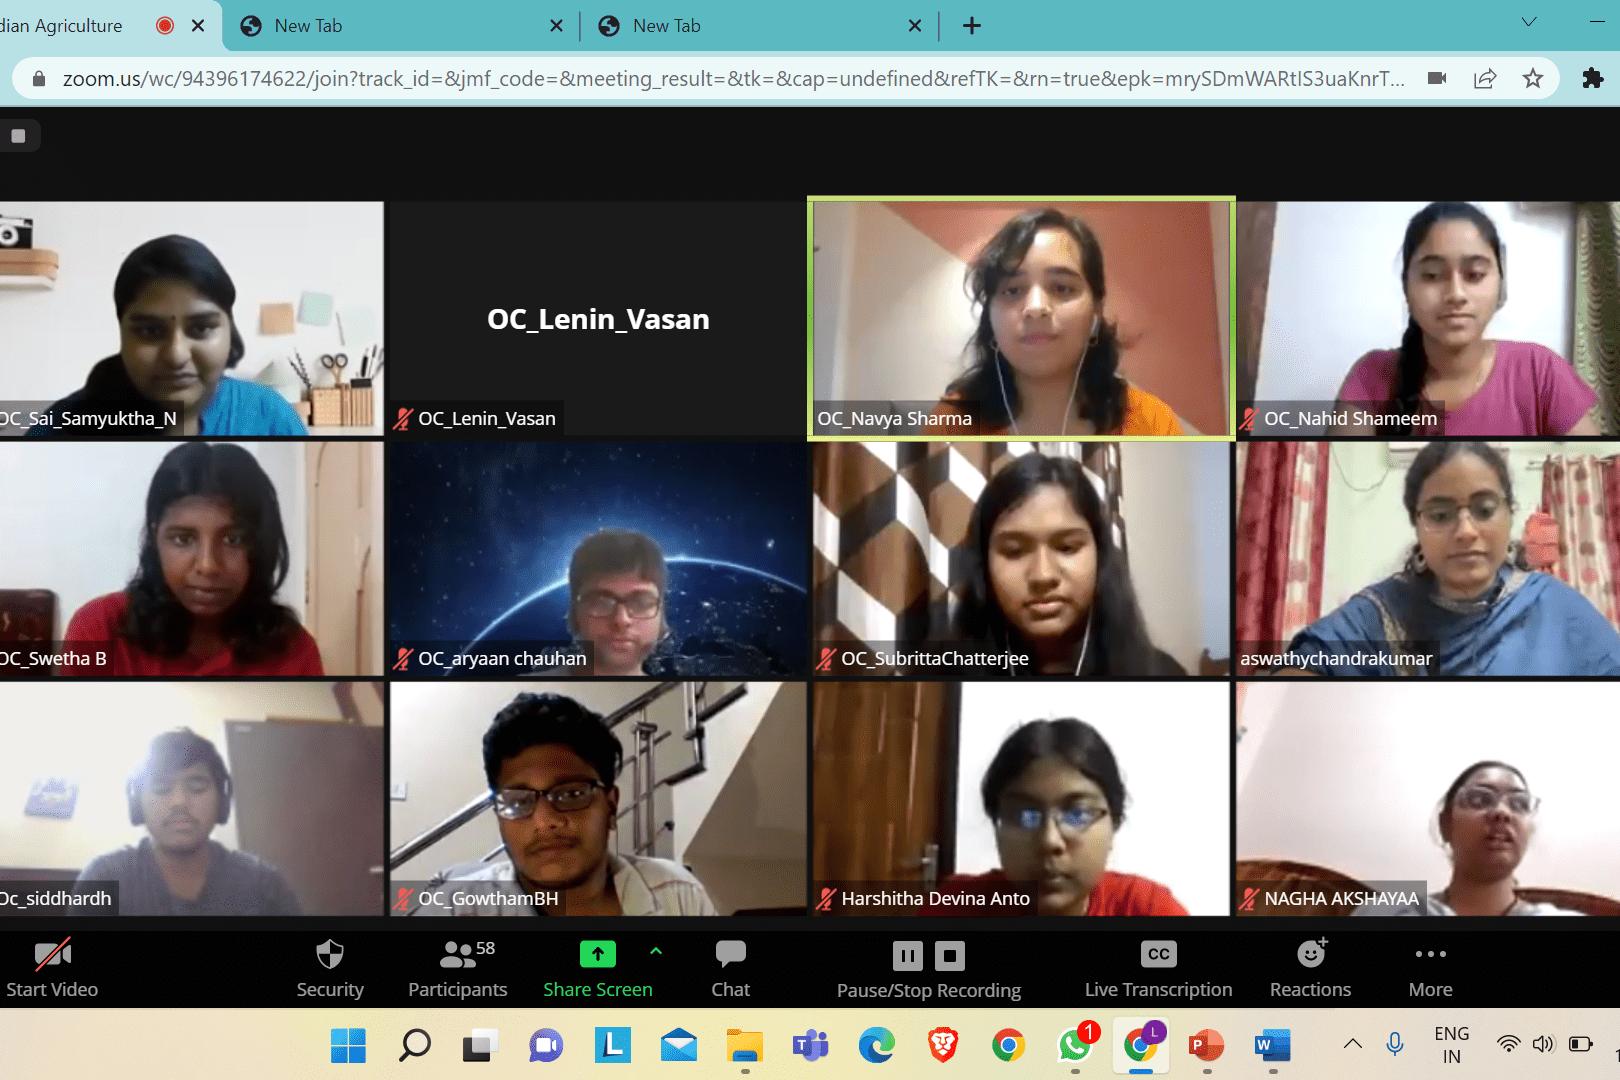 dian Agriculture
New Tab
New Tab
zoom.us/wc/94396174622/join?track_id=&jmf_code=&meeting_result=&tk=&cap=undefined&refTK=&rn=true&epk=mrySDmWARtIS3uaKnrT...
OC_Sai_Samyuktha_N
OC_Lenin_Vasan
OC_Lenin_Vasan
OC_Navya Sharma
OC_Nahid Shameem
OC_Swetha B
OC_aryaan chauhan
OC_SubrittaChatterjee
aswathychandrakumar
Oc_siddhardh
OC_GowthamBH
Harshitha Devina Anto
NAGHA AKSHAYAA
Start Video
Security
58
Participants
Share Screen
Chat
Pause/Stop Recording
CC
Live Transcription
Reactions
More
L
T
1
L
P
W
ENG
IN
1